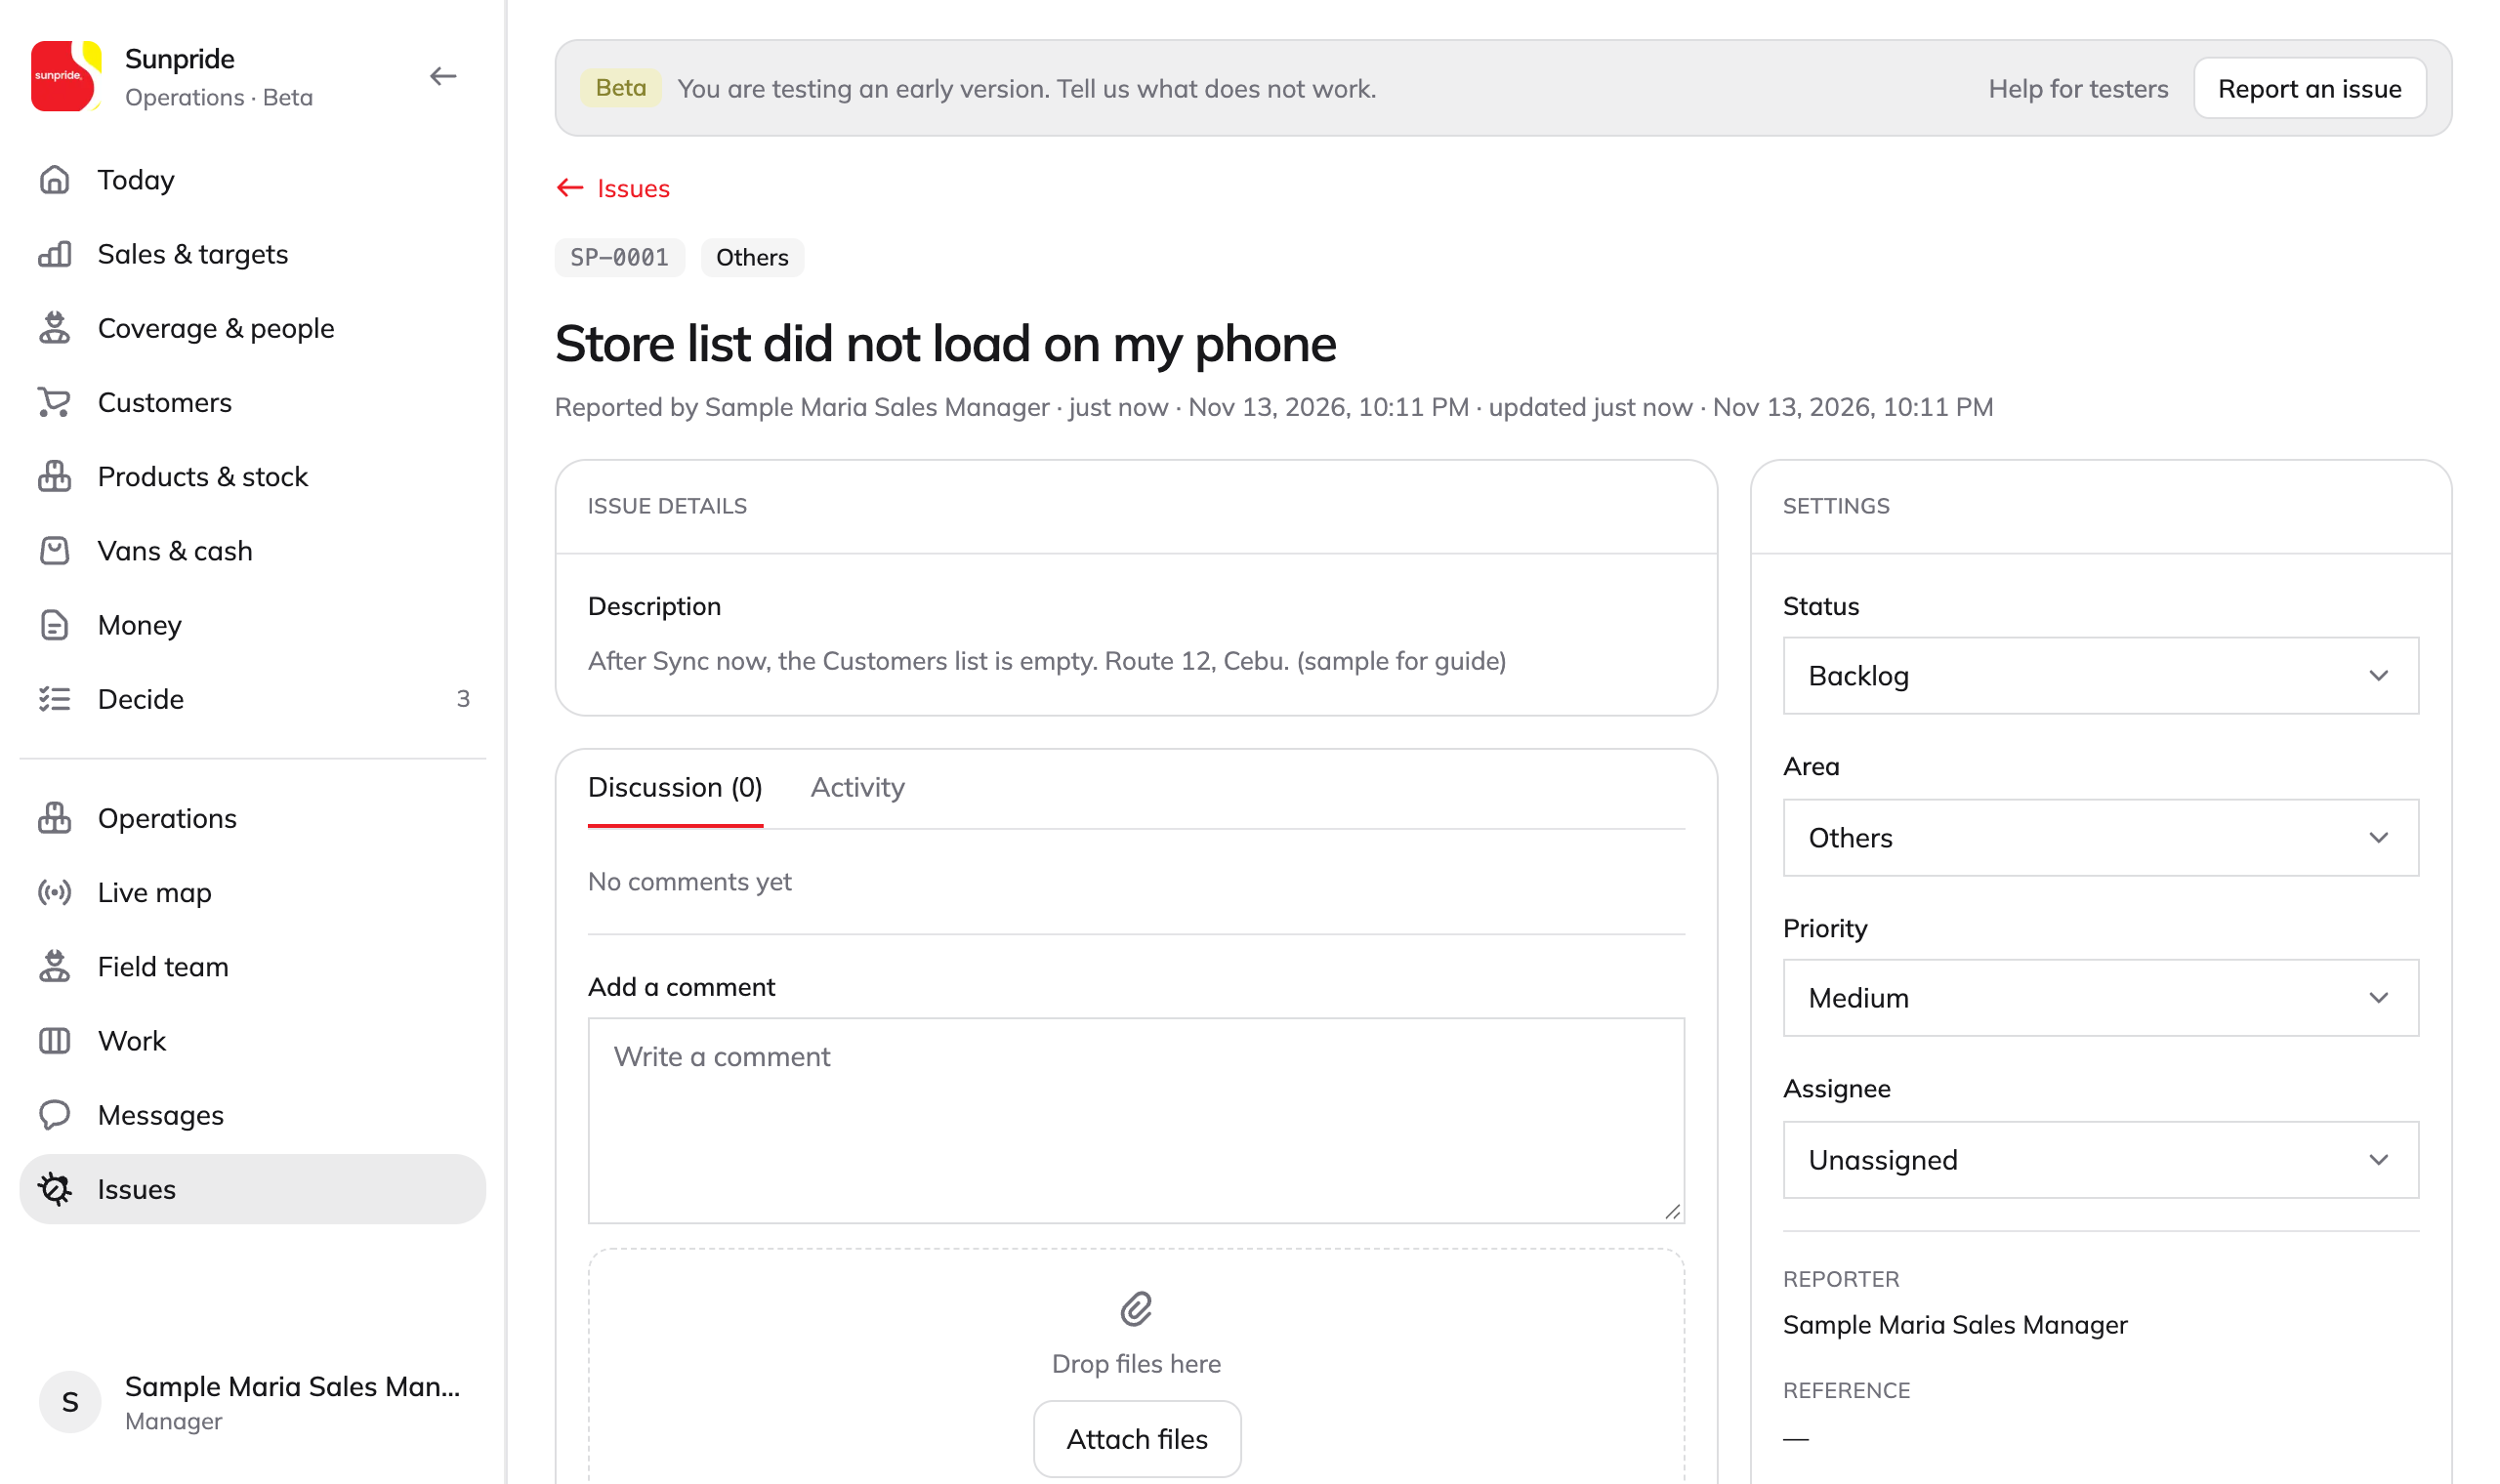 sunpride
Sunpride
Operations · Beta
Today
Sales & targets
Coverage & people
Customers
Products & stock
Vans & cash
Money
Decide 3
Operations
Live map
Field team
Work
Messages
Issues
S
Sample Maria Sales Man...
Manager
Beta You are testing an early version. Tell us what does not work. Help for testers Report an issue
← Issues
SP-0001 Others
Store list did not load on my phone
Reported by Sample Maria Sales Manager · just now · Nov 13, 2026, 10:11 PM · updated just now · Nov 13, 2026, 10:11 PM
ISSUE DETAILS
Description
After Sync now, the Customers list is empty. Route 12, Cebu. (sample for guide)
Discussion (0) Activity
No comments yet
Add a comment
Write a comment
Drop files here
Attach files
SETTINGS
Status
Backlog
Area
Others
Priority
Medium
Assignee
Unassigned
REPORTER
Sample Maria Sales Manager
REFERENCE
—